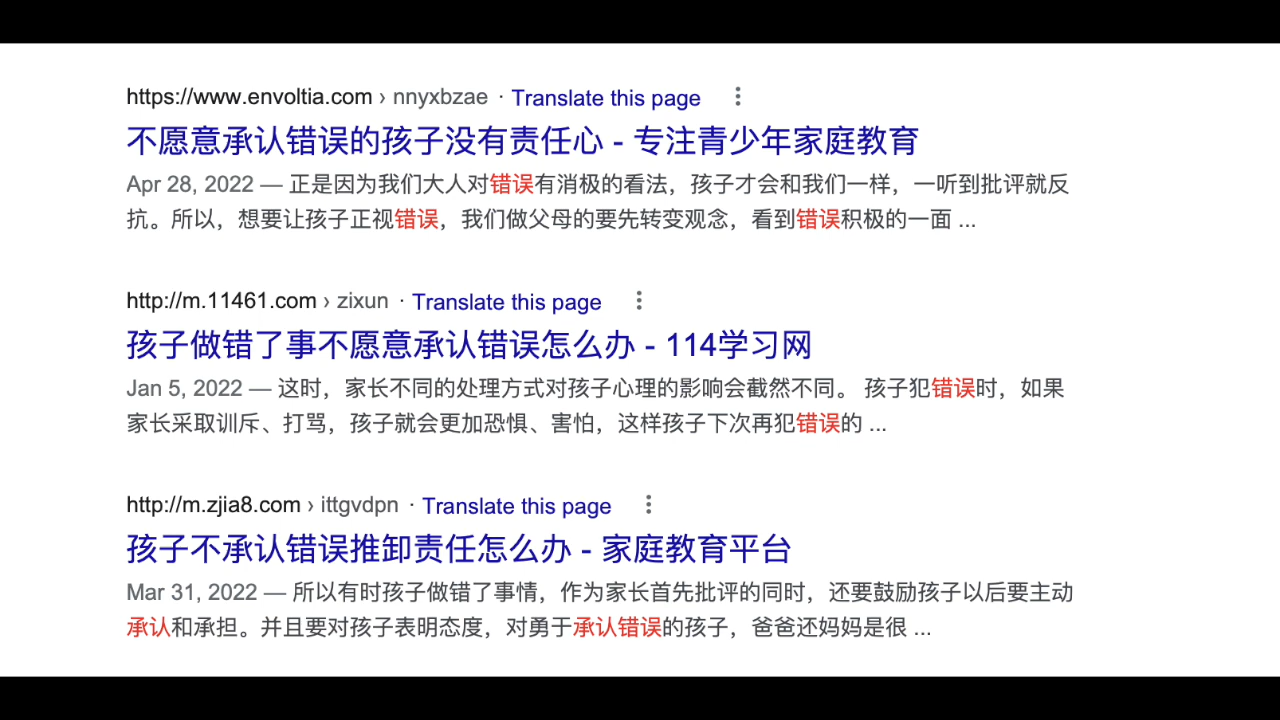 https://www.envoltia.com › nnyxbzae · Translate this page
不愿意承认错误的孩子没有责任心 - 专注青少年家庭教育
Apr 28, 2022 — 正是因为我们大人对错误有消极的看法，孩子才会和我们一样，一听到批评就反
抗。所以，想要让孩子正视错误，我们做父母的要先转变观念，看到错误积极的一面 ...
http://m.11461.com › zixun · Translate this page
孩子做错了事不愿意承认错误怎么办 - 114学习网
Jan 5, 2022 — 这时，家长不同的处理方式对孩子心理的影响会截然不同。 孩子犯错误时，如果
家长采取训斥、打骂，孩子就会更加恐惧、害怕，这样孩子下次再犯错误的 ...
http://m.zjia8.com › ittgvdpn · Translate this page
孩子不承认错误推卸责任怎么办 - 家庭教育平台
Mar 31, 2022 — 所以有时孩子做错了事情，作为家长首先批评的同时，还要鼓励孩子以后要主动
承认和承担。并且要对孩子表明态度，对勇于承认错误的孩子，爸爸还妈妈是很 ...